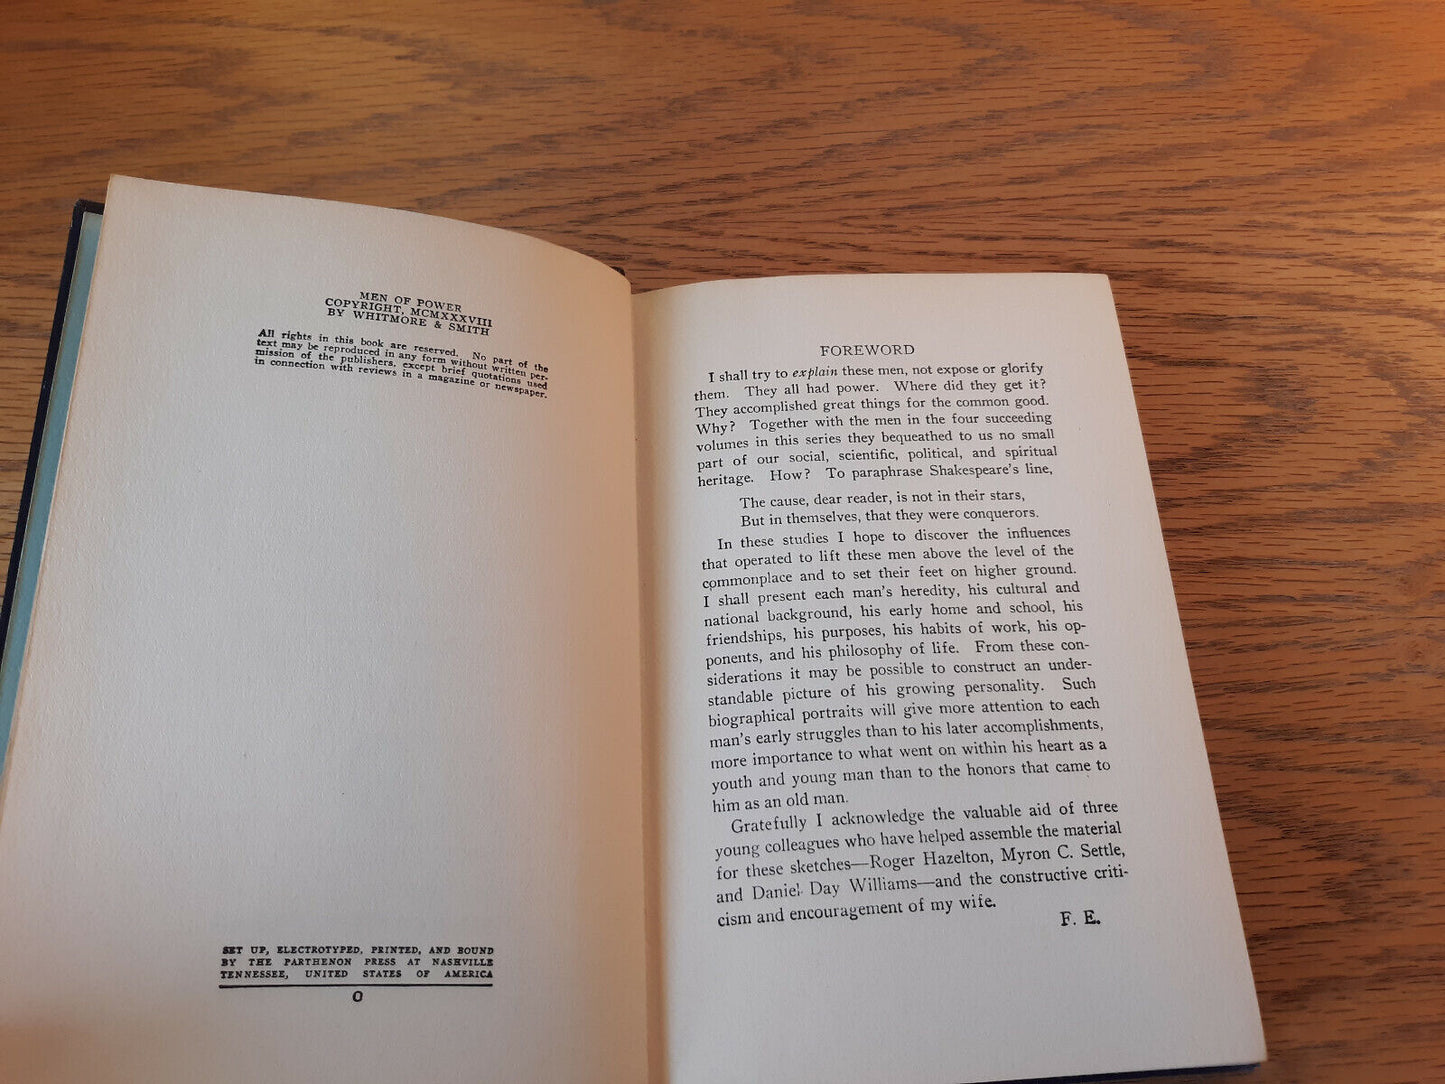 MEN OF POWER
COPYRIGHT, MCMXXXVIII
BY WHITMORE & SMITH
All rights in this book are reserved. No part of the
text may be reproduced in any form without written per-
mission of the publishers, except brief quotations used
in connection with reviews in a magazine or newspaper.
SET UP, ELECTROTYPED, PRINTED, AND BOUND
BY THE PARTHENON PRESS AT NASHVILLE
TENNESSEE, UNITED STATES OF AMERICA
O
FOREWORD
I shall try to explain these men, not expose or glorify
them. They all had power. Where did they get it?
They accomplished great things for the common good.
Why? Together with the men in the four succeeding
volumes in this series they bequeathed to us no small
part of our social, scientific, political, and spiritual
heritage. How? To paraphrase Shakespeare's line,
The cause, dear reader, is not in their stars,
But in themselves, that they were conquerors.
In these studies I hope to discover the influences
that operated to lift these men above the level of the
commonplace and to set their feet on higher ground.
I shall present each man's heredity, his cultural and
national background, his early home and school, his
friendships, his purposes, his habits of work, his op-
ponents, and his philosophy of life. From these con-
siderations it may be possible to construct an under-
standable picture of his growing personality. Such
biographical portraits will give more attention to each
man's early struggles than to his later accomplishments,
more importance to what went on within his heart as a
youth and young man than to the honors that came to
him as an old man.
Gratefully I acknowledge the valuable aid of three
young colleagues who have helped assemble the material
for these sketches—Roger Hazelton, Myron C. Settle,
and Daniel Day Williams—and the constructive criti-
cism and encouragement of my wife.
F. E.